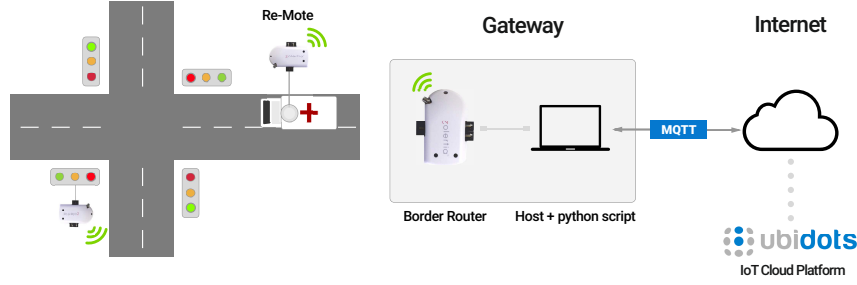 Re-Mote
Gateway
Internet
zolertia
MQTT
Border Router
Host + python script
ubidots
IoT Cloud Platform